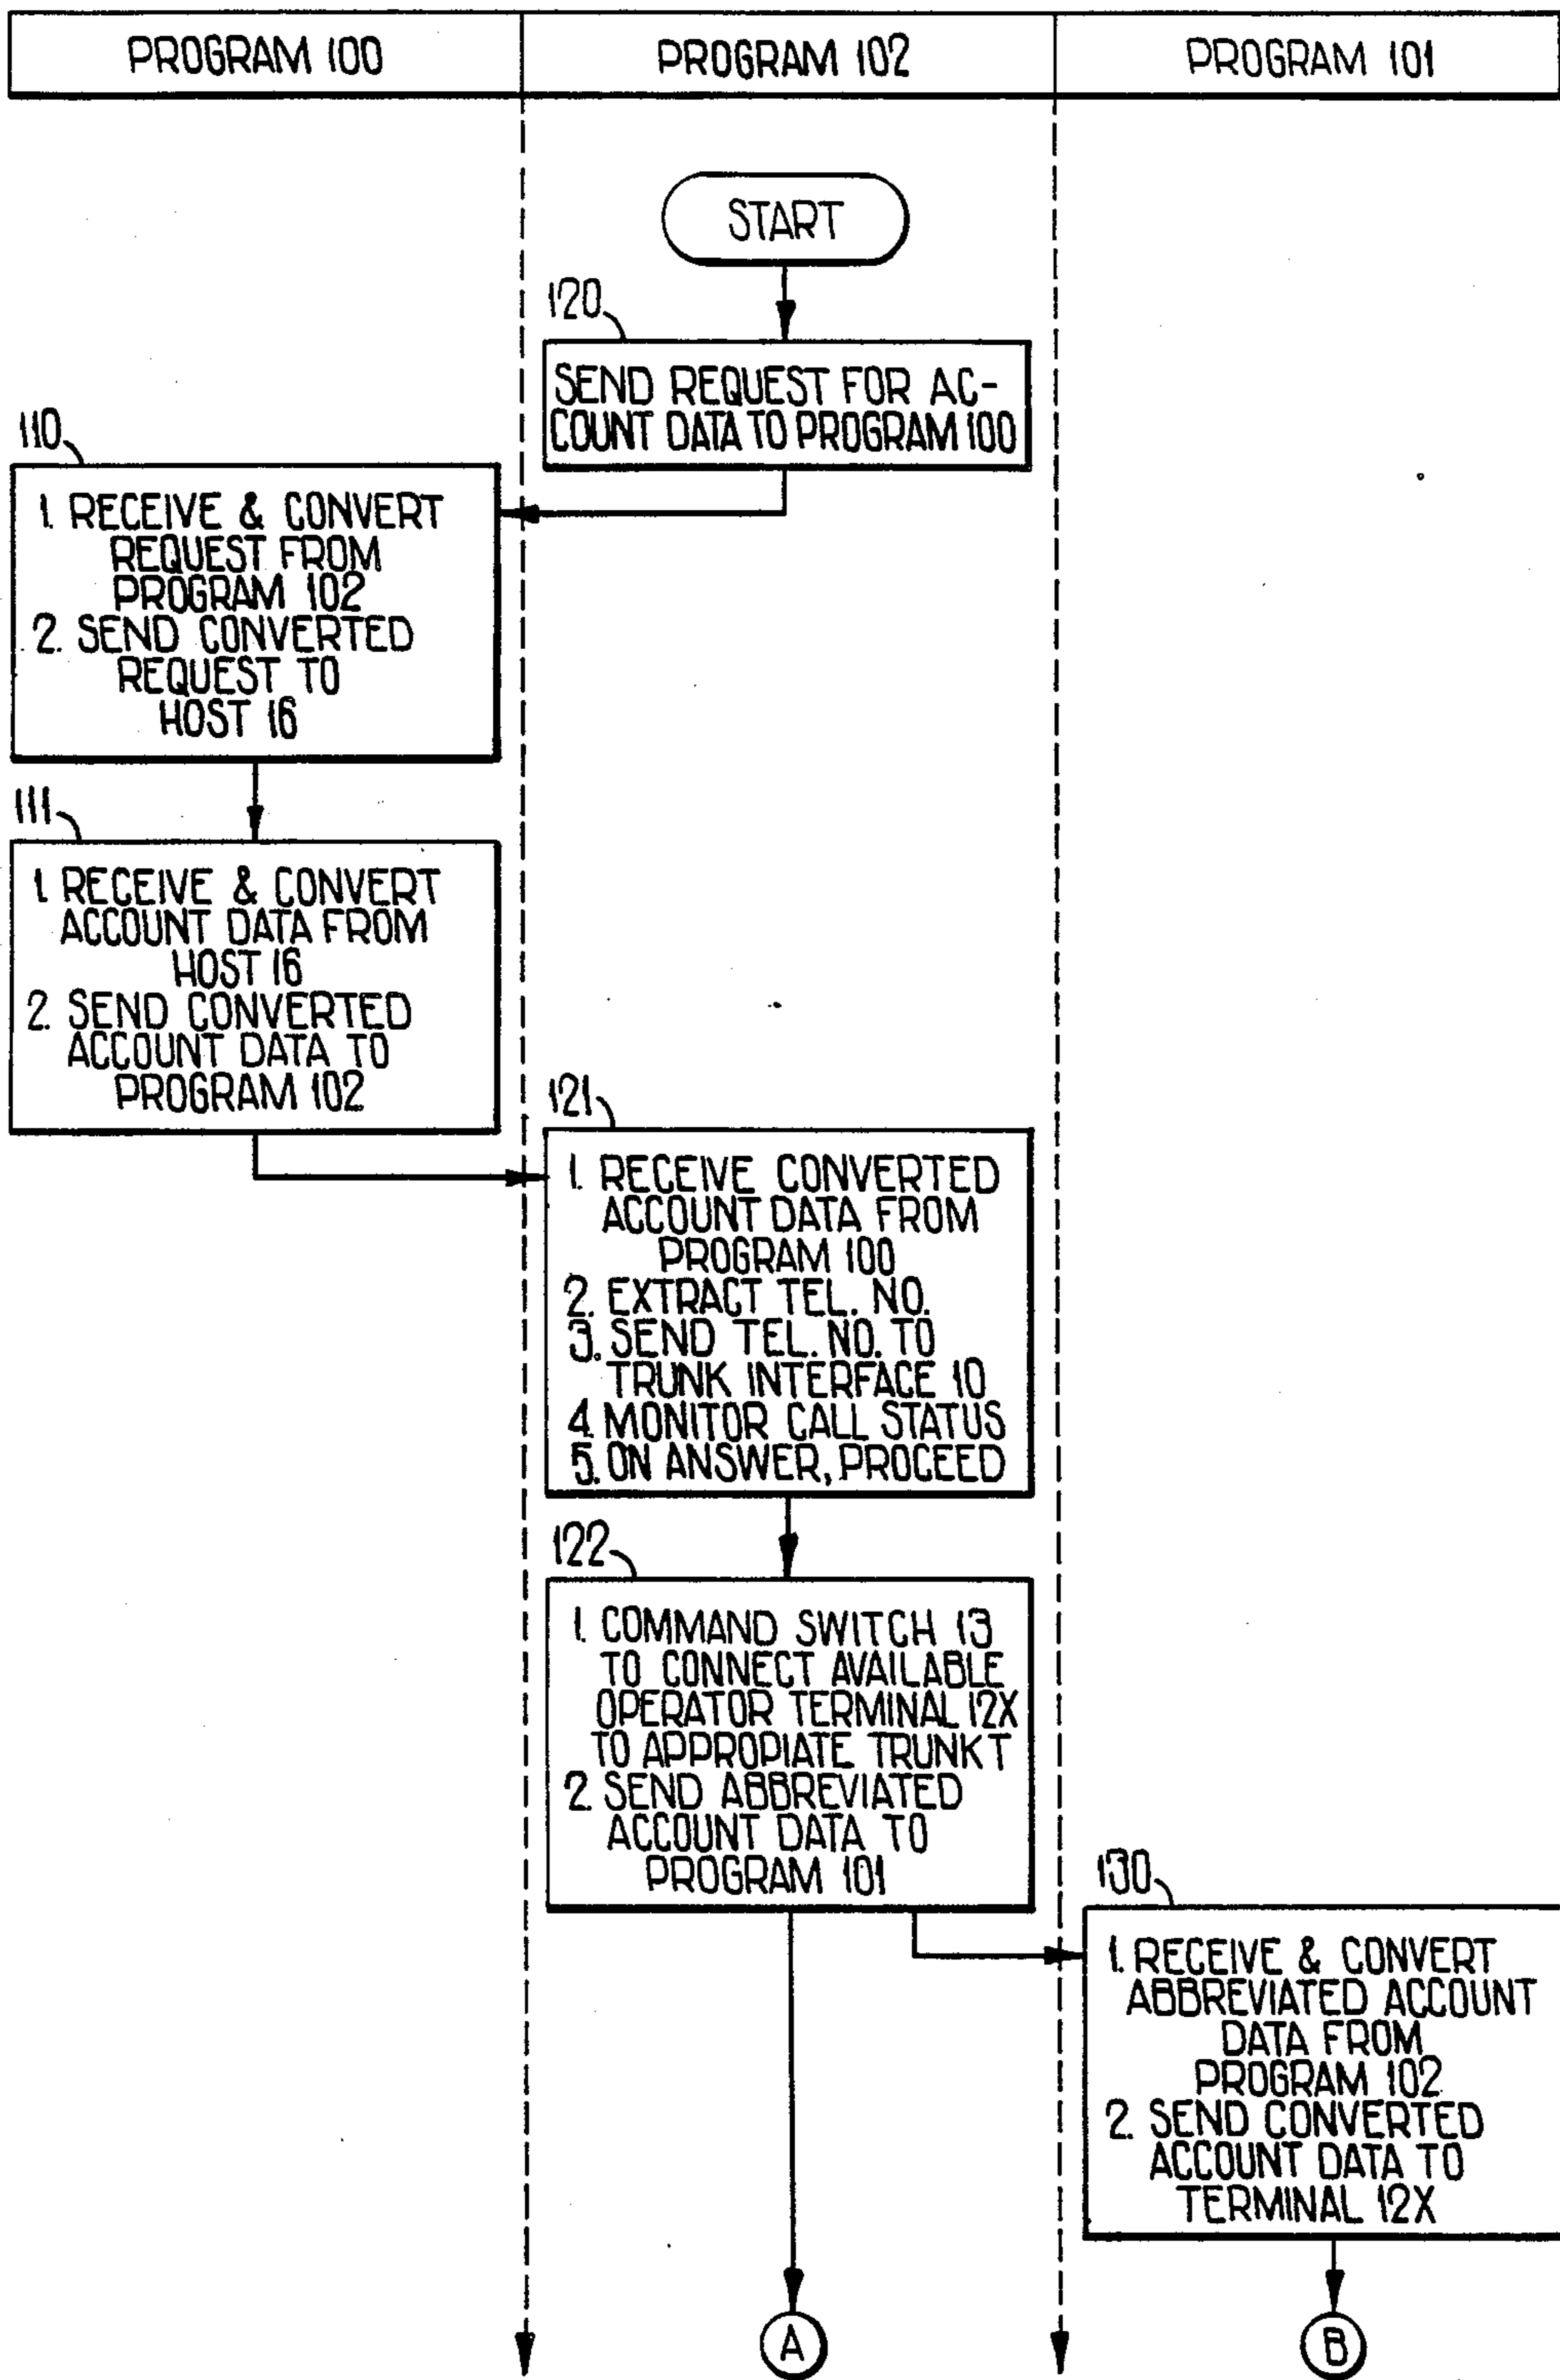 PROGRAM 100
PROGRAM 102
PROGRAM 101
START
120
SEND REQUEST FOR AC-
COUNT DATA TO PROGRAM 100
110
1. RECEIVE & CONVERT
REQUEST FROM
PROGRAM 102
2. SEND CONVERTED
REQUEST TO
HOST 16
111
1. RECEIVE & CONVERT
ACCOUNT DATA FROM
HOST 16
2. SEND CONVERTED
ACCOUNT DATA TO
PROGRAM 102
121
1. RECEIVE CONVERTED
ACCOUNT DATA FROM
PROGRAM 100
2. EXTRACT TEL. NO.
3. SEND TEL. NO. TO
TRUNK INTERFACE 10
4. MONITOR CALL STATUS
5. ON ANSWER, PROCEED
122
1. COMMAND SWITCH 13
TO CONNECT AVAILABLE
OPERATOR TERMINAL 12X
TO APPROPIATE TRUNK T
2. SEND ABBREVIATED
ACCOUNT DATA TO
PROGRAM 101
130
1. RECEIVE & CONVERT
ABBREVIATED ACCOUNT
DATA FROM
PROGRAM 102
2. SEND CONVERTED
ACCOUNT DATA TO
TERMINAL 12X
A
B